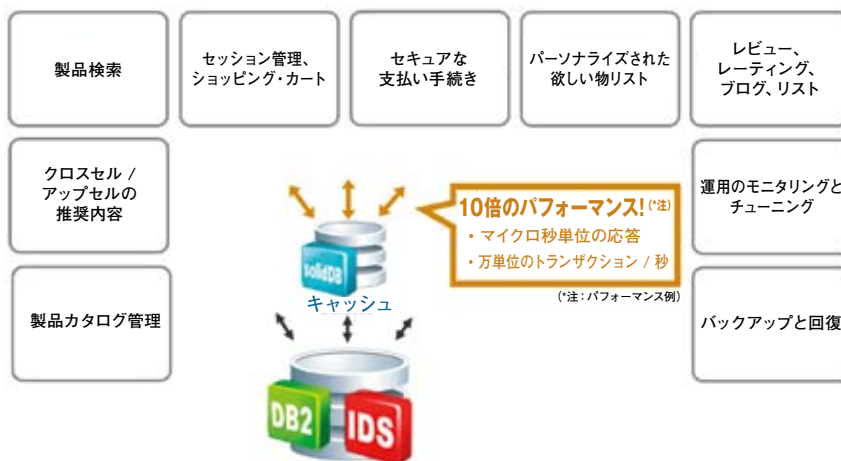 製品検索
セッション管理、
ショッピング・カート
セキュアな
支払い手続き
パーソナライズされた
欲しい物リスト
レビュー、
レーティング、
ブログ、リスト
クロスセル /
アップセルの
推奨内容
10倍のパフォーマンス!(*注)
・マイクロ秒単位の応答
・万単位のトランザクション / 秒
(*注:パフォーマンス例)
運用のモニタリングと
チューニング
solidDB
キャッシュ
製品カタログ管理
バックアップと回復
DB2
IDS